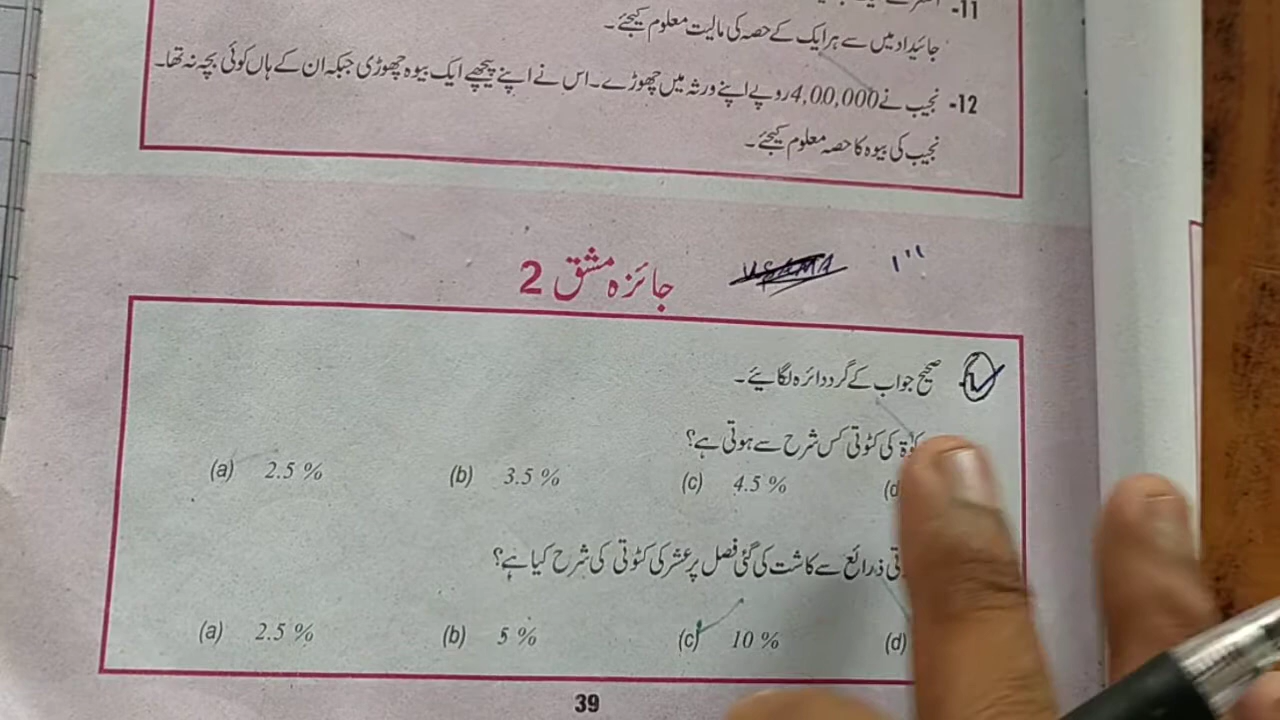 -11
جائیداد میں سے ہر ایک کے حصہ کی مالیت معلوم کیجئے۔
-12 نجیب نے 4,00,000 روپے اپنے ورثہ میں چھوڑے۔ اس نے اپنے پیچھے ایک بیوہ چھوڑی جبکہ ان کے ہاں کوئی بچہ نہ تھا۔
نجیب کی بیوہ کا حصہ معلوم کیجئے۔
جائزہ مشق 2 USAMA
صحیح جواب کے گرد دائرہ لگائیے۔
کی کٹوتی کس شرح سے ہوتی ہے؟
(a) 2.5 % (b) 3.5 % (c) 4.5 % (d
ذرائع سے کاشت کی گئی فصل پر عشر کی کٹوتی کی شرح کیا ہے؟
(a) 2.5 % (b) 5 % (c) 10 % (d)
39